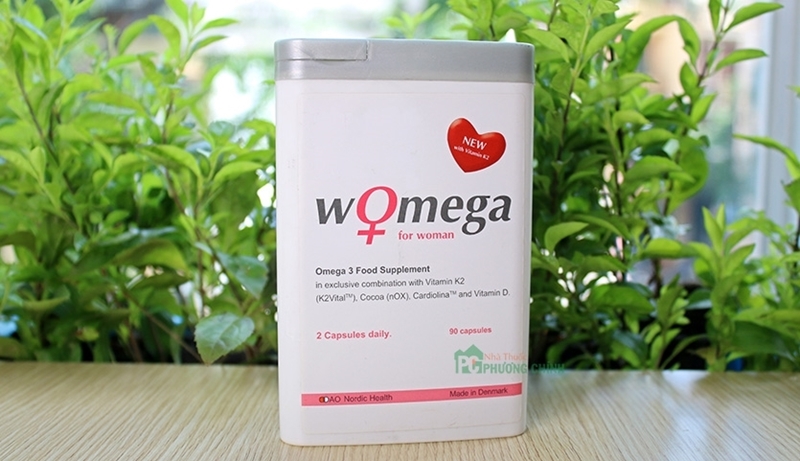 NEW
with Vitamin K2
womega
for woman
Omega 3 Food Supplement
in exclusive combination with Vitamin K2
(K2Vital™), Cocoa (nOX), Cardiolina™ and Vitamin D.
2 Capsules daily.
90 capsules
Nhà Thuốc
PHƯƠNG CHÍNH
DAO Nordic Health
Made in Denmark